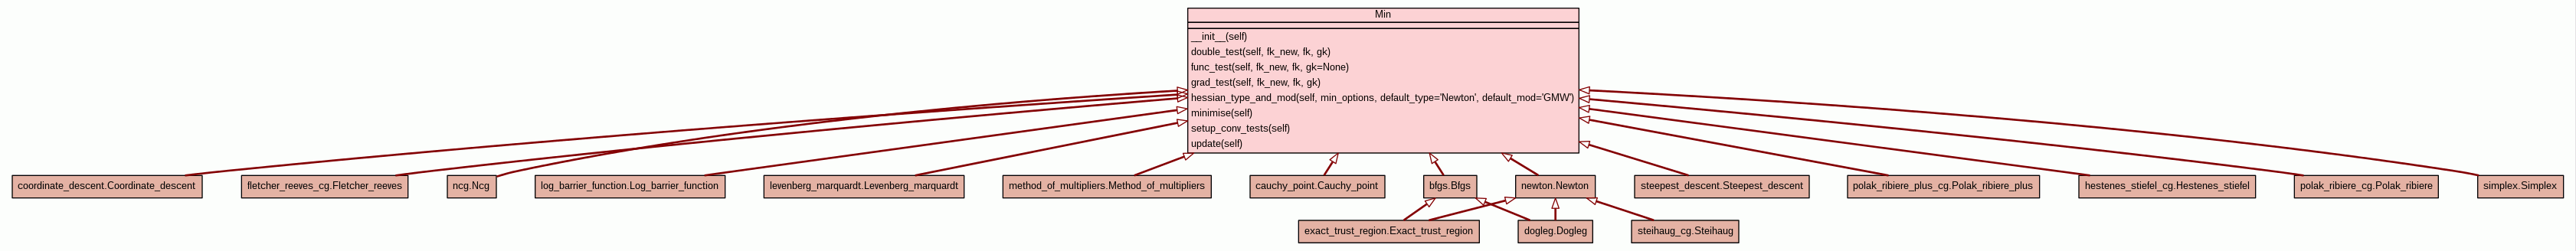 Min
__init__(self)
double_test(self, fk_new, fk, gk)
func_test(self, fk_new, fk, gk=None)
grad_test(self, fk_new, fk, gk)
hessian_type_and_mod(self, min_options, default_type='Newton', default_mod='GMW')
minimise(self)
setup_conv_tests(self)
update(self)
coordinate_descent.Coordinate_descent
fletcher_reeves_cg.Fletcher_reeves
ncg.Ncg
log_barrier_function.Log_barrier_function
levenberg_marquardt.Levenberg_marquardt
method_of_multipliers.Method_of_multipliers
cauchy_point.Cauchy_point
bfgs.Bfgs
newton.Newton
steepest_descent.Steepest_descent
polak_ribiere_plus_cg.Polak_ribiere_plus
hestenes_stiefel_cg.Hestenes_stiefel
polak_ribiere_cg.Polak_ribiere
simplex.Simplex
exact_trust_region.Exact_trust_region
dogleg.Dogleg
steihaug_cg.Steihaug